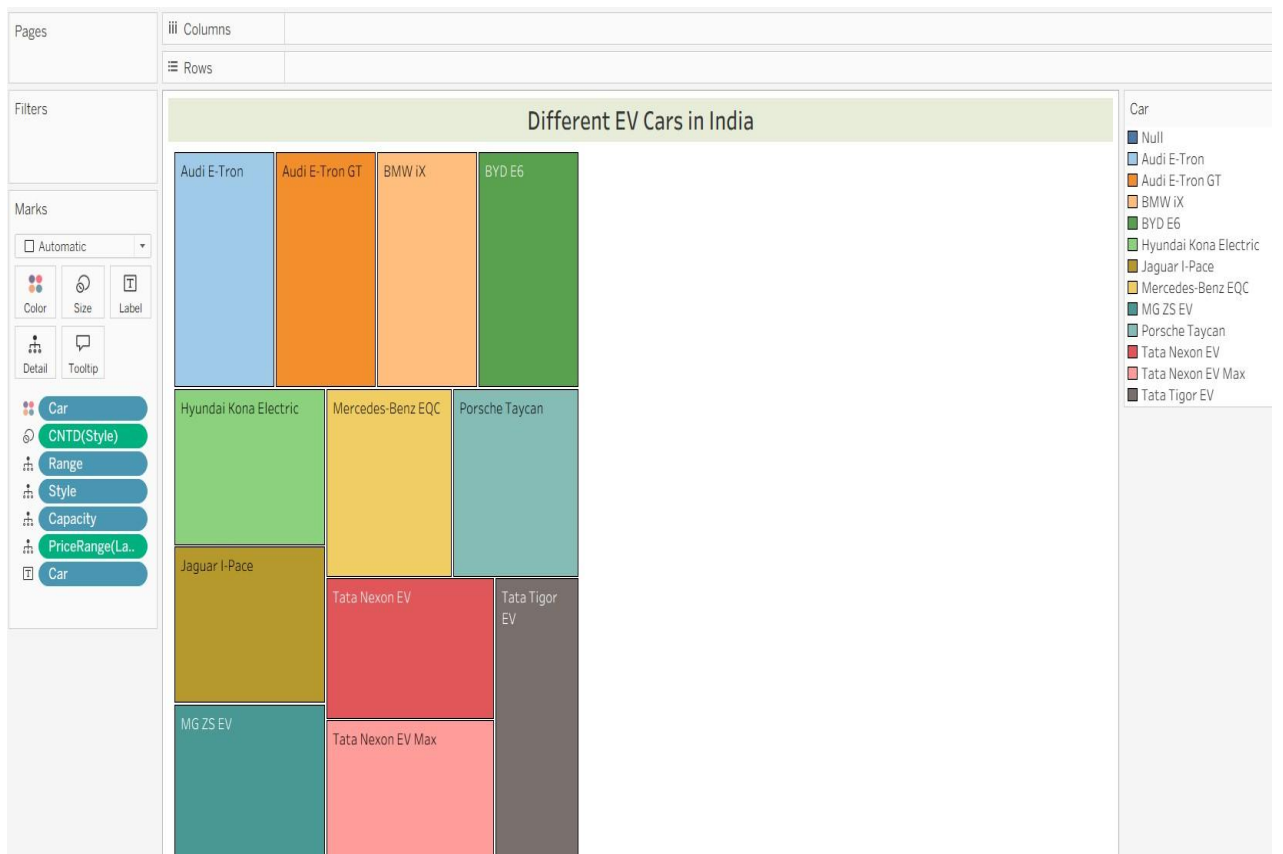 Pages
iii Columns
Rows
Filters
Marks
Automatic
Color
Size
Label
Detail
Tooltip
Car
CNTD(Style)
Range
Style
Capacity
PriceRange(La..
Car
Different EV Cars in India
Audi E-Tron
Audi E-Tron GT
BMW iX
BYD E6
Hyundai Kona Electric
Mercedes-Benz EQC
Porsche Taycan
Jaguar I-Pace
Tata Nexon EV
Tata Tigor
EV
MG ZS EV
Tata Nexon EV Max
Car
Null
Audi E-Tron
Audi E-Tron GT
BMW iX
BYD E6
Hyundai Kona Electric
Jaguar I-Pace
Mercedes-Benz EQC
MG ZS EV
Porsche Taycan
Tata Nexon EV
Tata Nexon EV Max
Tata Tigor EV